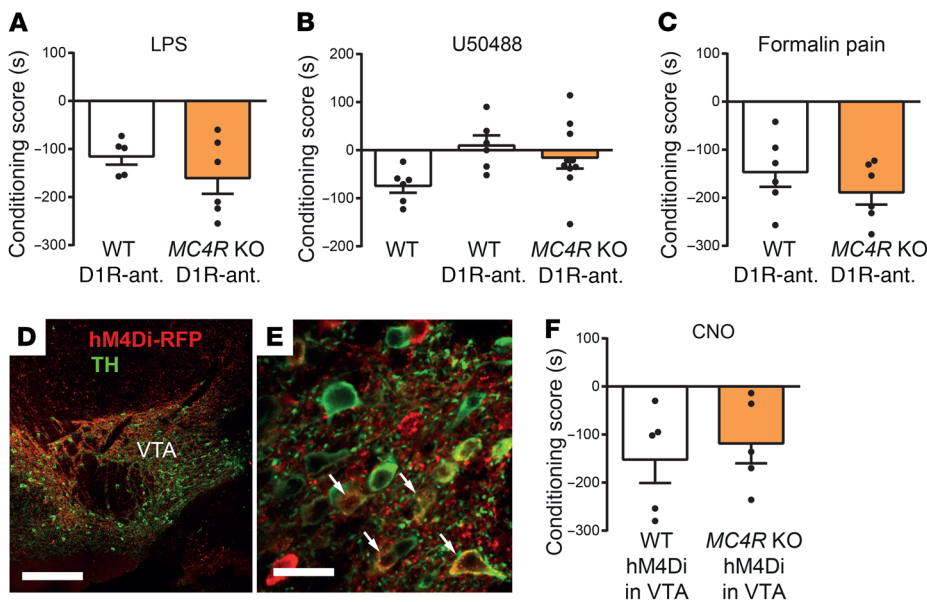 A
LPS
Conditioning score (s)
100
0
−100
−200
−300
WT
D1R-ant.
MC4R KO
D1R-ant.
B
U50488
Conditioning score (s)
200
100
0
−100
−200
WT
WT
D1R-ant.
MC4R KO
D1R-ant.
C
Formalin pain
Conditioning score (s)
100
0
−100
−200
−300
WT
D1R-ant.
MC4R KO
D1R-ant.
D
hM4Di-RFP
TH
VTA
E
F
CNO
Conditioning score (s)
100
0
−100
−200
−300
WT
hM4Di
in VTA
MC4R KO
hM4Di
in VTA